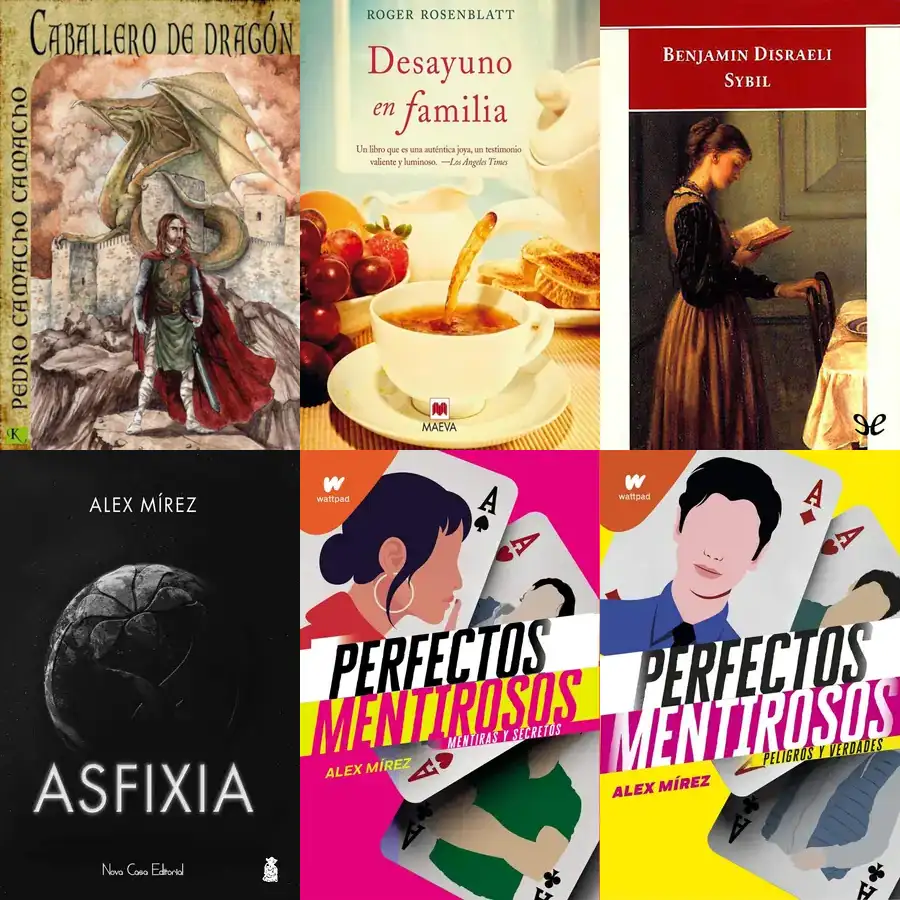 CABALLERO DE DRAGÓN
PEDRO CAMACHO CAMACHO
K
ROGER ROSENBLATT
Desayuno
en familia
Un libro que es una auténtica joya, un testimonio
valiente y luminoso. —Los Angeles Times
MAEVA
BENJAMIN DISRAELI
SYBIL
ALEX MÍREZ
ASFIXIA
Nova Casa Editorial
wattpad
A
A
PERFECTOS
MENTIROSOS
MENTIRAS Y SECRETOS
ALEX MÍREZ
A
A
wattpad
A
A
PERFECTOS
MENTIROSOS
PELIGROS Y VERDADES
ALEX MÍREZ
A